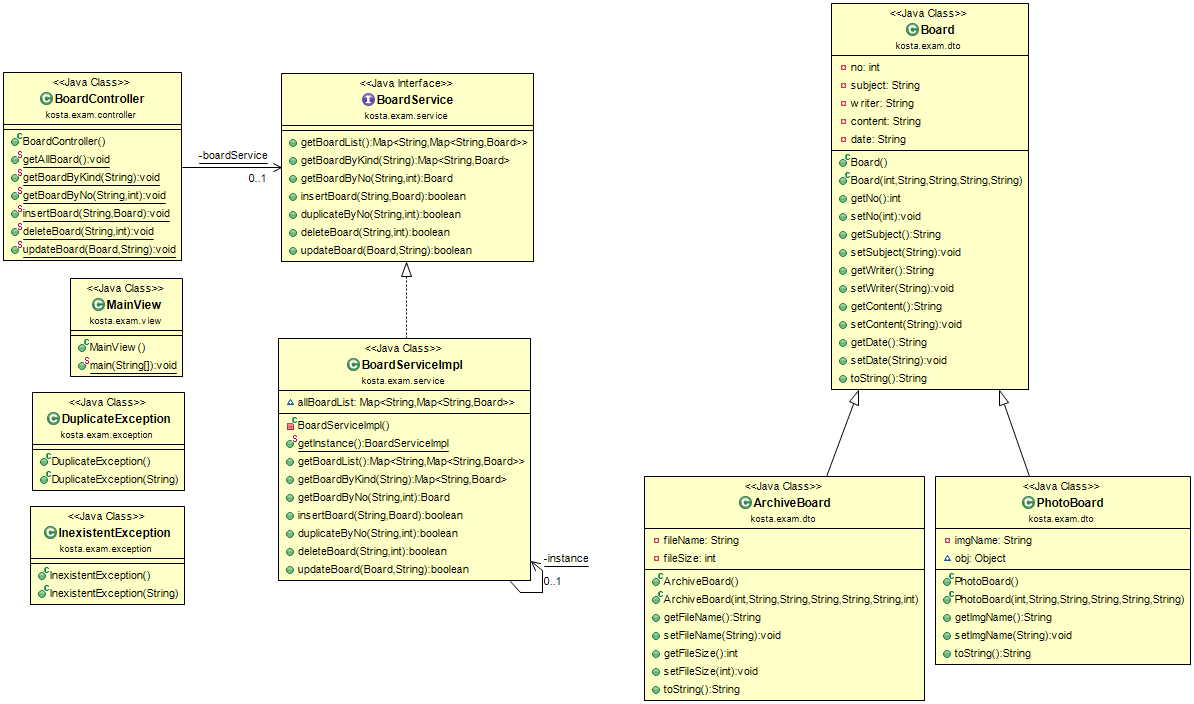 <<Java Class>>
BoardController
kosta.exam.controller
BoardController()
getAllBoard():void
getBoardByKind(String):void
getBoardByNo(String,int):void
insertBoard(String,Board):void
deleteBoard(String,int):void
updateBoard(Board,String):void
-boardService
0..1
<<Java Interface>>
BoardService
kosta.exam.service
getBoardList():Map<String,Map<String,Board>>
getBoardByKind(String):Map<String,Board>
getBoardByNo(String,int):Board
insertBoard(String,Board):boolean
duplicateByNo(String,int):boolean
deleteBoard(String,int):boolean
updateBoard(Board,String):boolean
<<Java Class>>
MainView
kosta.exam.view
MainView()
main(String[]):void
<<Java Class>>
DuplicateException
kosta.exam.exception
DuplicateException()
DuplicateException(String)
<<Java Class>>
InexistentException
kosta.exam.exception
InexistentException()
InexistentException(String)
<<Java Class>>
BoardServiceImpl
kosta.exam.service
allBoardList: Map<String,Map<String,Board>>
BoardServiceImpl()
getInstance():BoardServiceImpl
getBoardList():Map<String,Map<String,Board>>
getBoardByKind(String):Map<String,Board>
getBoardByNo(String,int):Board
insertBoard(String,Board):boolean
duplicateByNo(String,int):boolean
deleteBoard(String,int):boolean
updateBoard(Board,String):boolean
-instance
0..1
<<Java Class>>
Board
kosta.exam.dto
no: int
subject: String
writer: String
content: String
date: String
Board()
Board(int,String,String,String,String)
getNo():int
setNo(int):void
getSubject():String
setSubject(String):void
getWriter():String
setWriter(String):void
getContent():String
setContent(String):void
getDate():String
setDate(String):void
toString():String
<<Java Class>>
ArchiveBoard
kosta.exam.dto
fileName: String
fileSize: int
ArchiveBoard()
ArchiveBoard(int,String,String,String,String,String,int)
getFileName():String
setFileName(String):void
getFileSize():int
setFileSize(int):void
toString():String
<<Java Class>>
PhotoBoard
kosta.exam.dto
imgName: String
obj: Object
PhotoBoard()
PhotoBoard(int,String,String,String,String,String)
getImgName():String
setImgName(String):void
toString():String